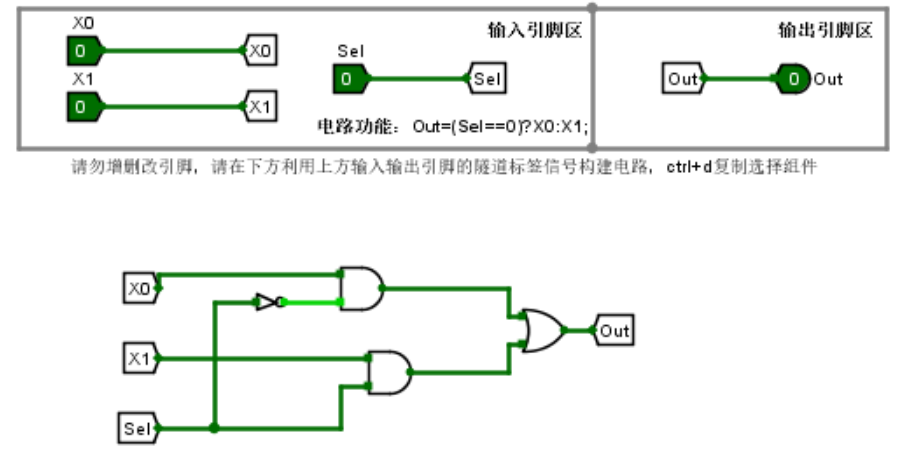 X0
0
X0
X1
0
X1
输入引脚区
Sel
0
Sel
电路功能：Out=(Sel==0)?X0:X1;
输出引脚区
Out
0
Out
请勿增删改引脚，请在下方利用上方输入输出引脚的隧道标签信号构建电路，ctrl+d复制选择组件
X0
X1
Sel
Out